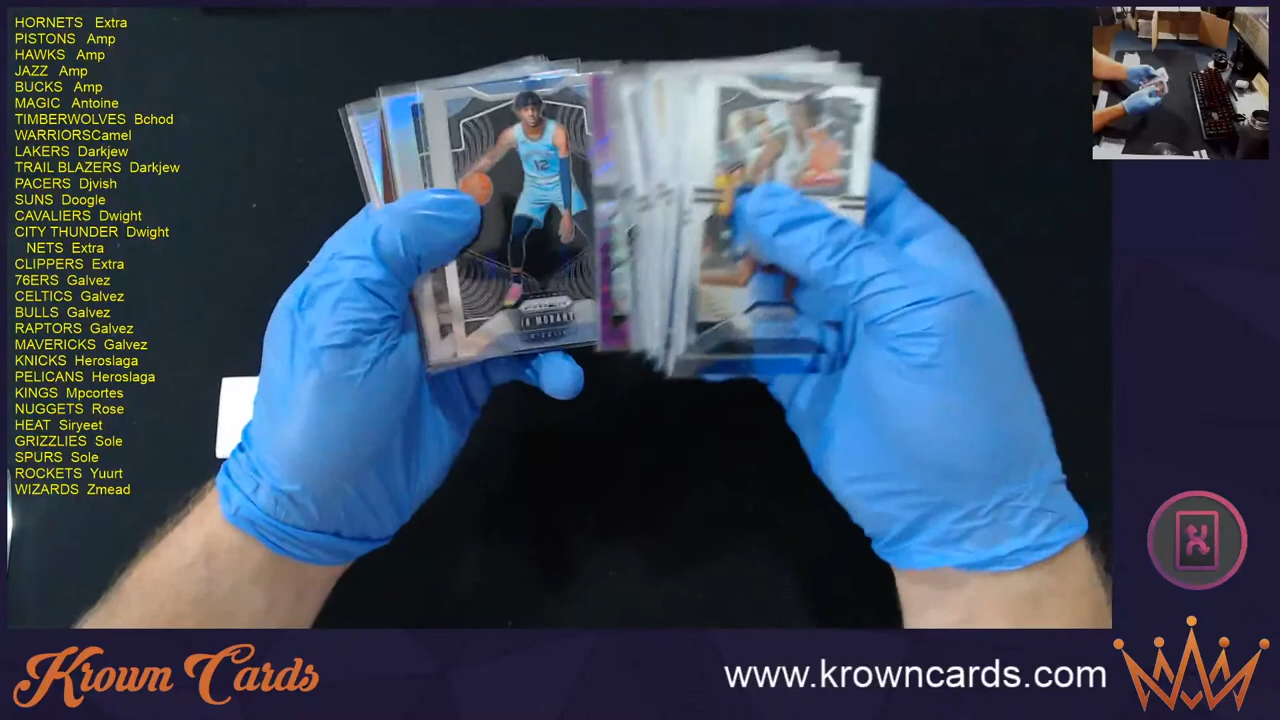 HORNETS Extra
PISTONS Amp
HAWKS Amp
JAZZ Amp
BUCKS Amp
MAGIC Antoine
TIMBERWOLVES Bchod
WARRIORSCamel
LAKERS Darkjew
TRAIL BLAZERS Darkjew
PACERS Djvish
SUNS Doogle
CAVALIERS Dwight
CITY THUNDER Dwight
NETS Extra
CLIPPERS Extra
76ERS Galvez
CELTICS Galvez
BULLS Galvez
RAPTORS Galvez
MAVERICKS Galvez
KNICKS Heroslaga
PELICANS Heroslaga
KINGS Mpcortes
NUGGETS Rose
HEAT Siryeet
GRIZZLIES Sole
SPURS Sole
ROCKETS Yuurt
WIZARDS Zmead
12
JA MORANT
Krown Cards
www.krowncards.com